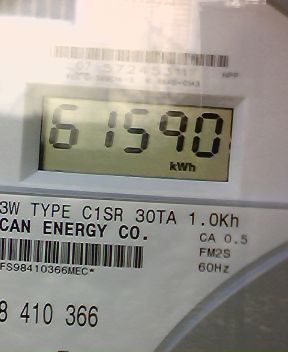 61590
kWh
3W TYPE C1SR 30TA 1.0Kh
CAN ENERGY CO.
CA 0.5
FM2S
60Hz
FS98410366MEC*
8 410 366